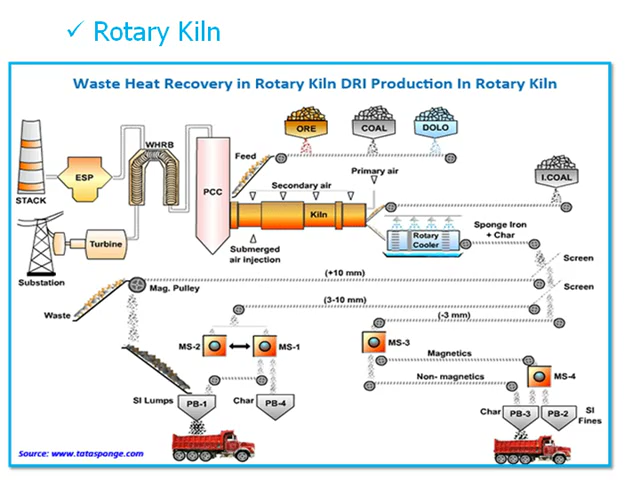 ✓ Rotary Kiln
Waste Heat Recovery in Rotary Kiln DRI Production In Rotary Kiln
ORE
COAL
DOLO
WHRB
Feed
Primary air
I.COAL
ESP
PCC
Secondary air
STACK
Kiln
Turbine
Submerged
air injection
Rotary
Cooler
Sponge Iron
+ Char
Screen
Substation
(+10 mm)
Screen
Mag. Pulley
(3-10 mm)
Waste
(-3 mm)
MS-2
MS-1
MS-3
Magnetics
Non- magnetics
MS-4
SI Lumps
PB-1
Char
PB-4
Char
PB-3
PB-2
SI
Fines
Source: www.tatasponge.com